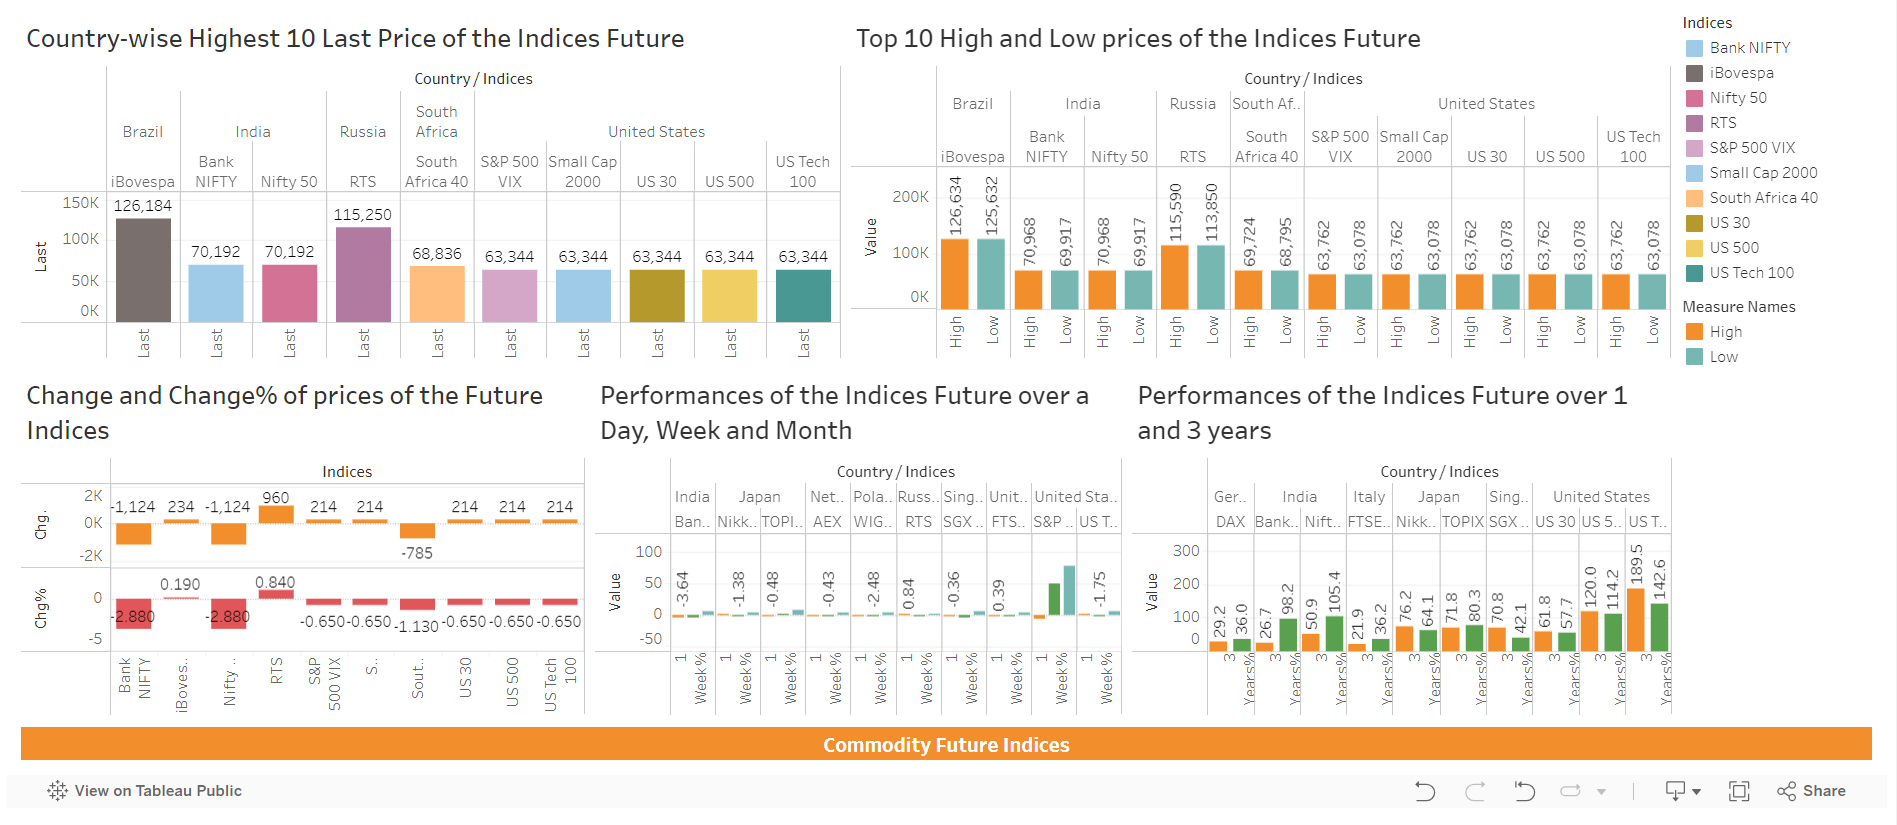 Country-wise Highest 10 Last Price of the Indices Future
Country / Indices
Brazil India Russia South Africa United States
iBovespa Bank NIFTY Nifty 50 RTS South Africa 40 S&P 500 VIX Small Cap 2000 US 30 US 500 US Tech 100
Last
150K
100K
50K
0K
126,184 70,192 70,192 115,250 68,836 63,344 63,344 63,344 63,344 63,344
Last Last Last Last Last Last Last Last Last Last
Top 10 High and Low prices of the Indices Future
Country / Indices
Brazil India Russia South Af.. United States
iBovespa Bank NIFTY Nifty 50 RTS South Africa 40 S&P 500 VIX Small Cap 2000 US 30 US 500 US Tech 100
Value
200K
100K
0K
126,634 125,632 70,968 69,917 70,968 69,917 115,590 113,850 69,724 68,795 63,762 63,078 63,762 63,078 63,762 63,078 63,762 63,078 63,762 63,078
High Low High Low High Low High Low High Low High Low High Low High Low High Low High Low
Indices
Bank NIFTY
iBovespa
Nifty 50
RTS
S&P 500 VIX
Small Cap 2000
South Africa 40
US 30
US 500
US Tech 100
Measure Names
High
Low
Change and Change% of prices of the Future
Indices
Indices
Chg.
2K
0K
-2K
-1,124 234 -1,124 960 214 214 -785 214 214 214
Chg%
0
-5
-2.880 0.190 -2.880 0.840 -0.650 -0.650 -1.130 -0.650 -0.650 -0.650
Bank NIFTY iBoves.. Nifty .. RTS S&P 500 VIX S.. Sout.. US 30 US 500 US Tech 100
Performances of the Indices Future over a
Day, Week and Month
Country / Indices
India Japan Net.. Pola.. Russ.. Sing.. Unit.. United Sta..
Ban.. Nikk.. TOPI.. AEX WIG.. RTS SGX .. FTS.. S&P .. US T..
Value
100
50
0
-50
-3.64 -1.38 -0.48 -0.43 -2.48 0.84 -0.36 0.39 -1.75
1 Week% 1 Week% 1 Week% 1 Week% 1 Week% 1 Week% 1 Week% 1 Week% 1 Week% 1 Week%
Performances of the Indices Future over 1
and 3 years
Country / Indices
Ger.. India Italy Japan Sing.. United States
DAX Bank.. Nift.. FTSE.. Nikk.. TOPIX SGX .. US 30 US 5.. US T..
Value
300
200
100
0
29.2 36.0 26.7 98.2 50.9 105.4 21.9 36.2 76.2 64.1 71.8 80.3 70.8 42.1 61.8 57.7 120.0 114.2 189.5 142.6
3 Years% 3 Years% 3 Years% 3 Years% 3 Years% 3 Years% 3 Years% 3 Years% 3 Years% 3 Years%
Commodity Future Indices
View on Tableau Public
Share